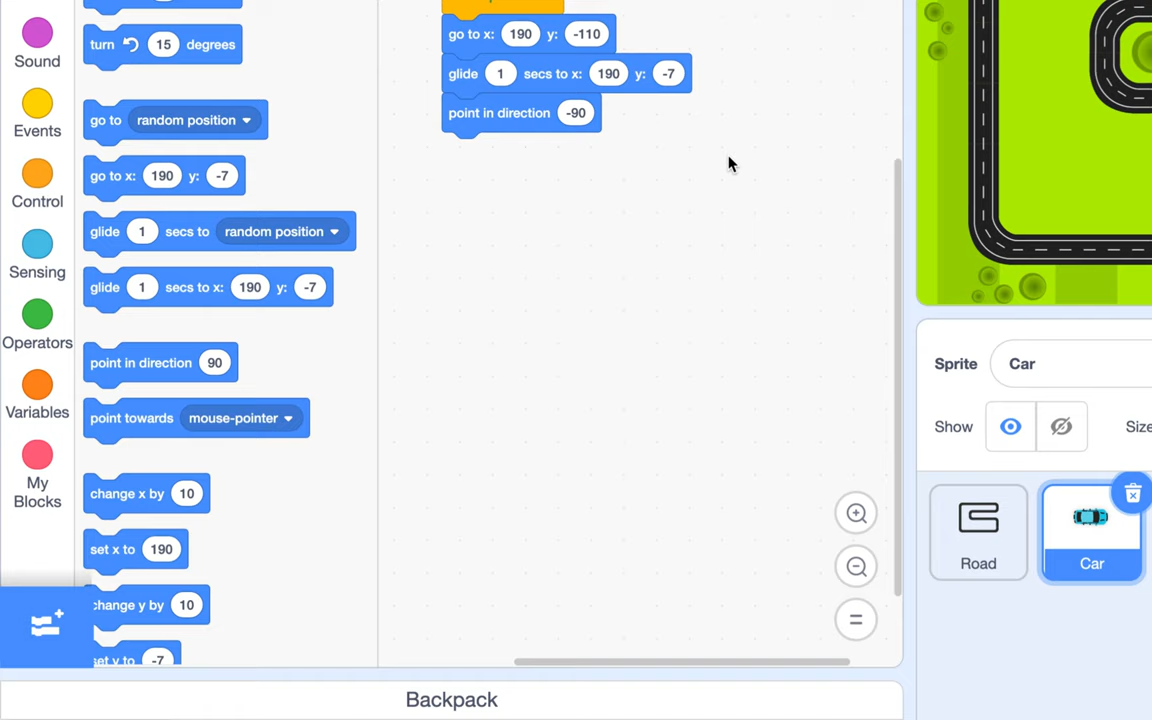 Sound
Events
Control
Sensing
Operators
Variables
My
Blocks
turn 15 degrees
go to random position
go to x: 190 y: -7
glide 1 secs to random position
glide 1 secs to x: 190 y: -7
point in direction 90
point towards mouse-pointer
change x by 10
set x to 190
change y by 10
set y to -7
go to x: 190 y: -110
glide 1 secs to x: 190 y: -7
point in direction -90
Backpack
Sprite Car
Show
Road
Car